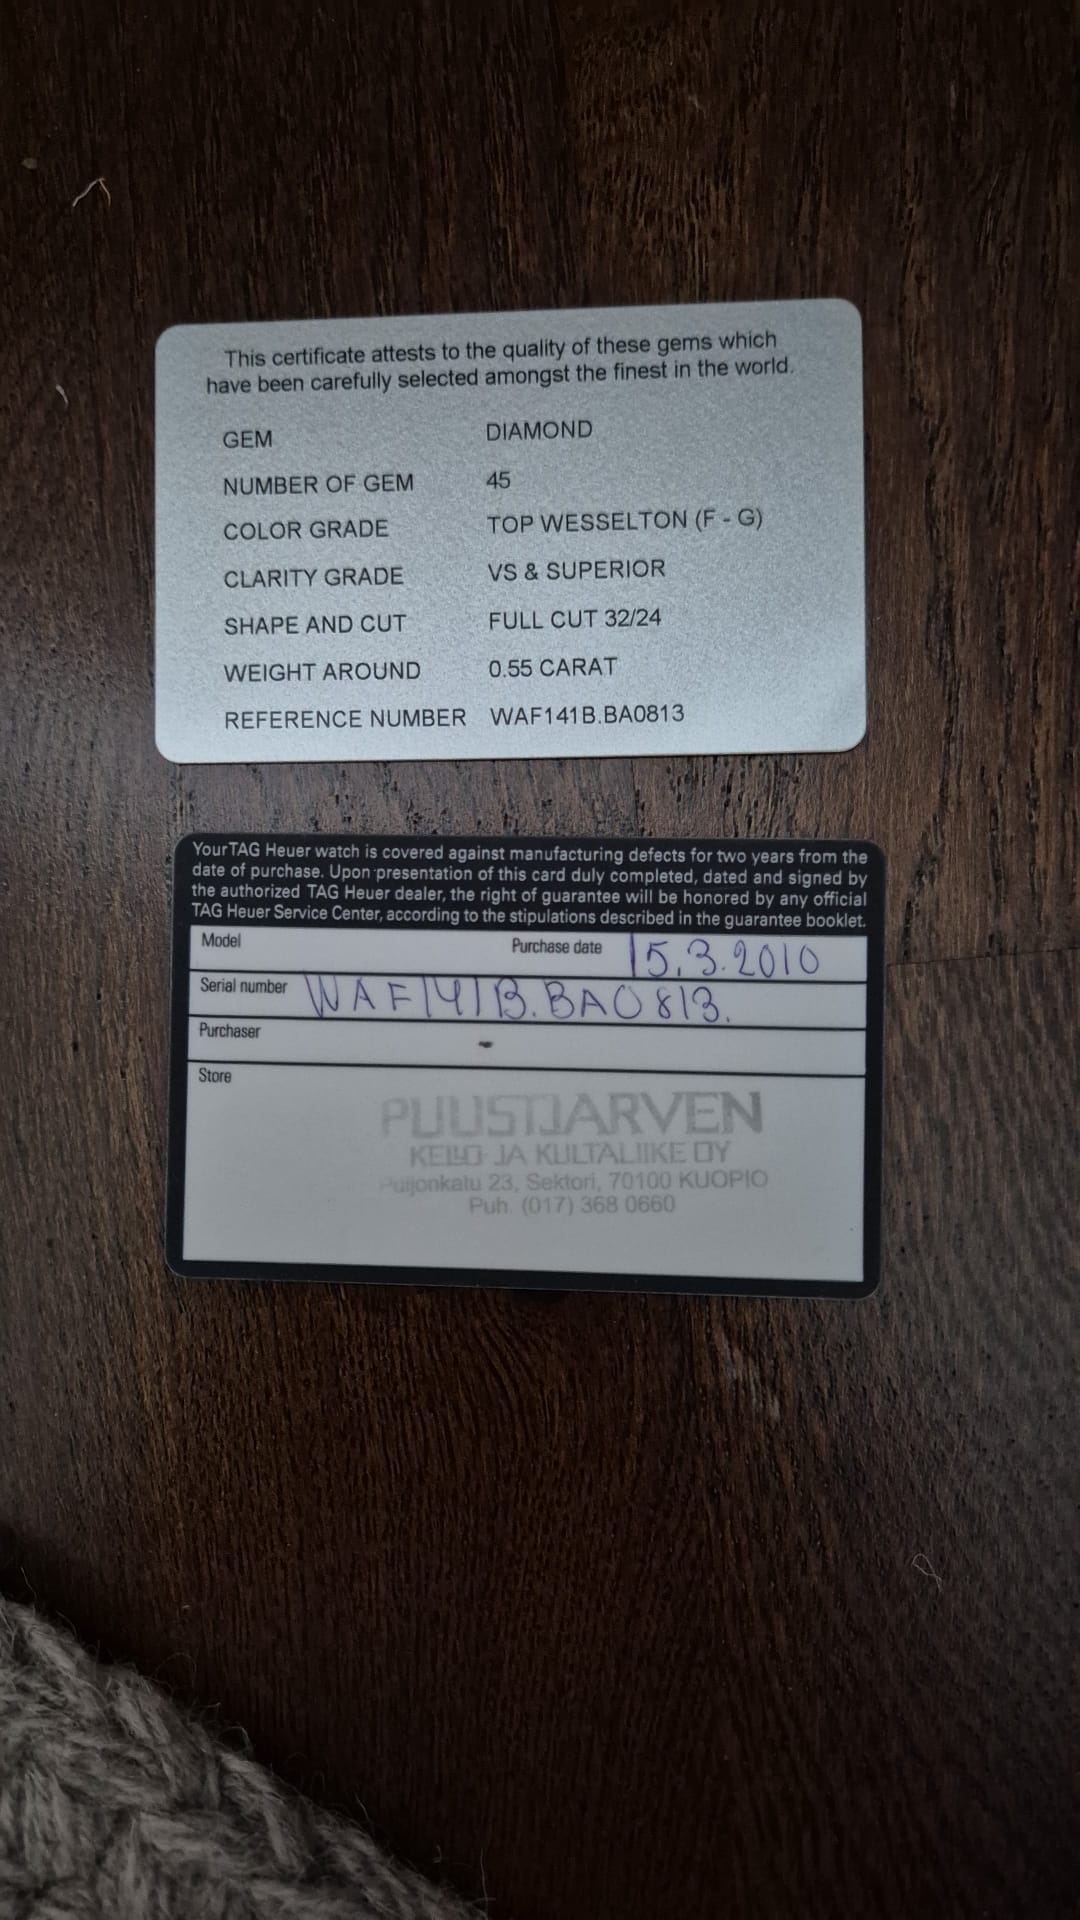 This certificate attests to the quality of these gems which
have been carefully selected amongst the finest in the world.
GEM DIAMOND
NUMBER OF GEM 45
COLOR GRADE TOP WESSELTON (F - G)
CLARITY GRADE VS & SUPERIOR
SHAPE AND CUT FULL CUT 32/24
WEIGHT AROUND 0.55 CARAT
REFERENCE NUMBER WAF141B.BA0813
Your TAG Heuer watch is covered against manufacturing defects for two years from the
date of purchase. Upon presentation of this card duly completed, dated and signed by
the authorized TAG Heuer dealer, the right of guarantee will be honored by any official
TAG Heuer Service Center, according to the stipulations described in the guarantee booklet.
Model Purchase date 15.3.2010
Serial number WAF141B.BA0813.
Purchaser -
Store
PUUSTJARVEN
KELLO JA KULTALIIKE OY
Puijonkatu 23, Sektori, 70100 KUOPIO
Puh. (017) 368 0660